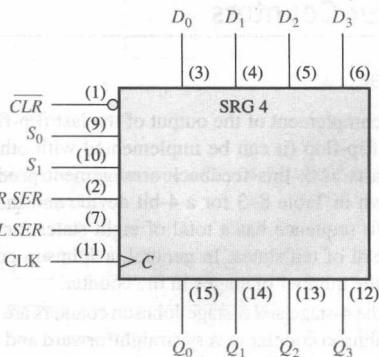 D₀ D₁ D₂ D₃
(3) (4) (5) (6)
SRG 4
(1)
C̅L̅R̅
(9)
S₀
(10)
S₁
(2)
R SER
(7)
L SER
(11)
CLK
C
(15) (14) (13) (12)
Q₀ Q₁ Q₂ Q₃